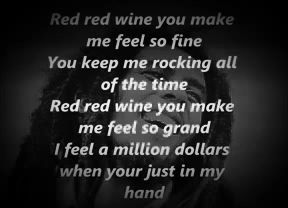 Red red wine you make
me feel so fine
You keep me rocking all
of the time
Red red wine you make
me feel so grand
I feel a million dollars
when your just in my
hand